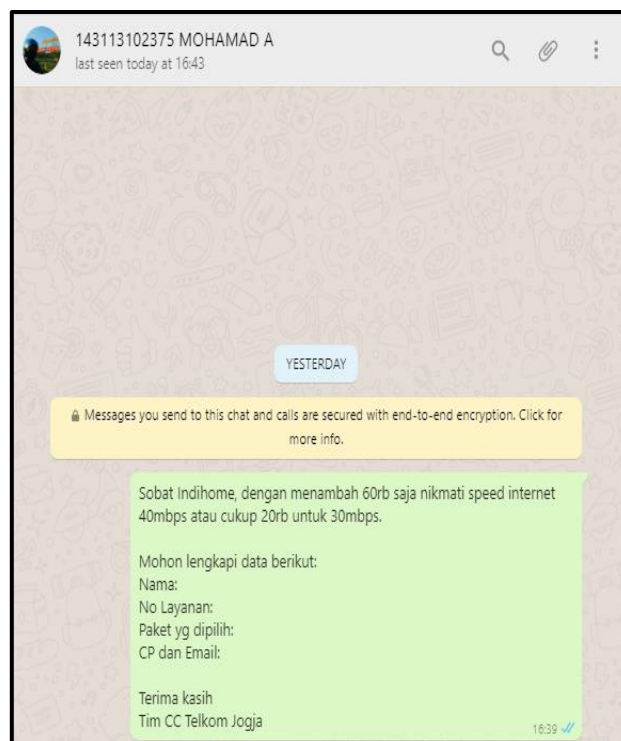 143113102375 MOHAMAD A
last seen today at 16:43
YESTERDAY
Messages you send to this chat and calls are secured with end-to-end encryption. Click for
more info.
Sobat Indihome, dengan menambah 60rb saja nikmati speed internet
40mbps atau cukup 20rb untuk 30mbps.
Mohon lengkapi data berikut:
Nama:
No Layanan:
Paket yg dipilih:
CP dan Email:
Terima kasih
Tim CC Telkom Jogja
16:39